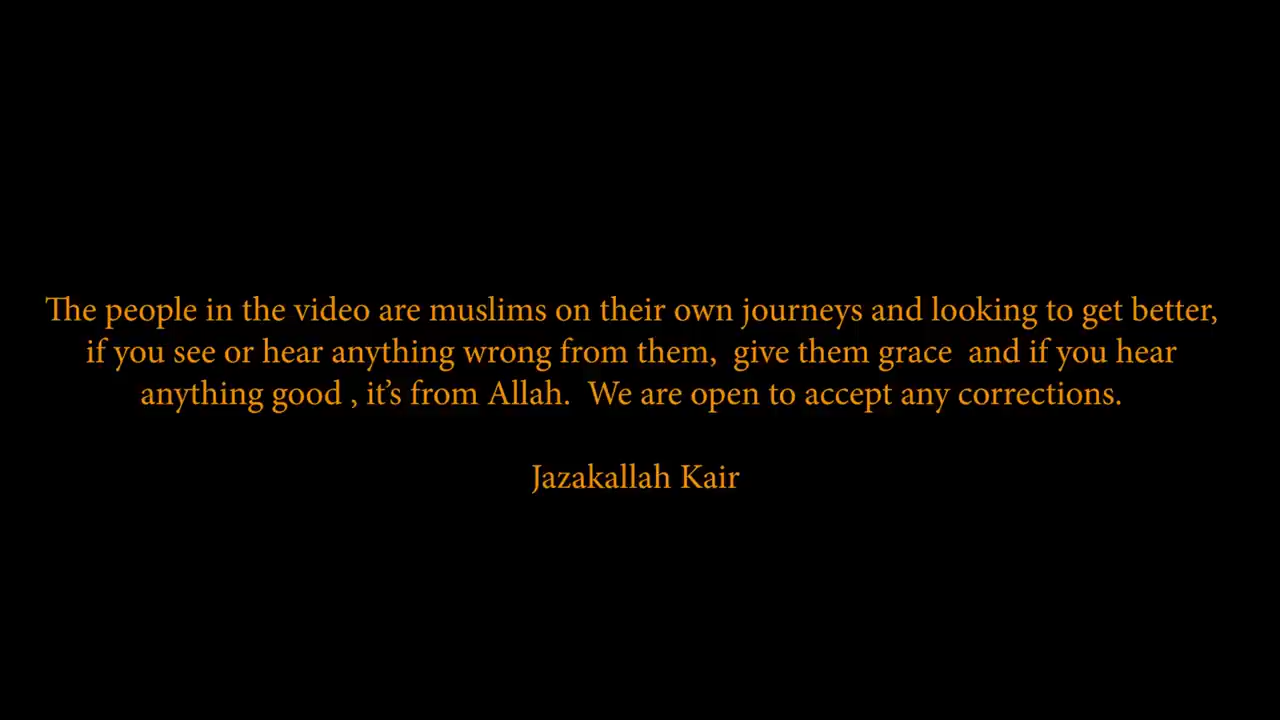 The people in the video are muslims on their own journeys and looking to get better,
if you see or hear anything wrong from them,  give them grace  and if you hear
anything good , it’s from Allah.  We are open to accept any corrections.
Jazakallah Kair